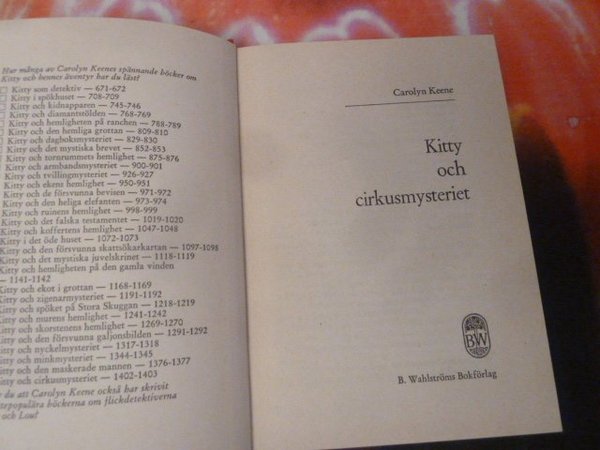 Hur många av Carolyn Keenes spännande böcker om
Kitty och hennes äventyr har du läst?
Kitty som detektiv — 671-672
Kitty i spökhuset — 708-709
Kitty och kidnapparen — 745-746
Kitty och diamantstölden — 768-769
Kitty och hemligheten på ranchen — 788-789
Kitty och den hemliga grottan — 809-810
Kitty och dagboksmysteriet — 829-830
Kitty och det mystiska brevet — 852-853
Kitty och tornrummets hemlighet — 875-876
Kitty och armbandsmysteriet — 900-901
Kitty och tvillingmysteriet — 926-927
Kitty och ekens hemlighet — 950-951
Kitty och de försvunna bevisen — 971-972
Kitty och den heliga elefanten — 973-974
Kitty och ruinens hemlighet — 998-999
Kitty och det falska testamentet — 1019-1020
Kitty och koffertens hemlighet — 1047-1048
Kitty i det öde huset — 1072-1073
Kitty och den försvunna skattsökarkartan — 1097-1098
Kitty och det mystiska juvelskrinet — 1118-1119
Kitty och hemligheten på den gamla vinden
— 1141-1142
Kitty och ekot i grottan — 1168-1169
Kitty och zigenarmysteriet — 1191-1192
Kitty och spöket på Stora Skuggan — 1218-1219
Kitty och murens hemlighet — 1241-1242
Kitty och skorstenens hemlighet — 1269-1270
Kitty och den försvunna galjonsbilden — 1291-1292
Kitty och nyckelmysteriet — 1317-1318
Kitty och minkmysteriet — 1344-1345
Kitty och den maskerade mannen — 1376-1377
Kitty och cirkusmysteriet — 1402-1403
du att Carolyn Keene också har skrivit
böckerna om flickdetektiverna
och Lou!
Carolyn Keene
Kitty
och
cirkusmysteriet
BW
B. Wahlströms Bokförlag